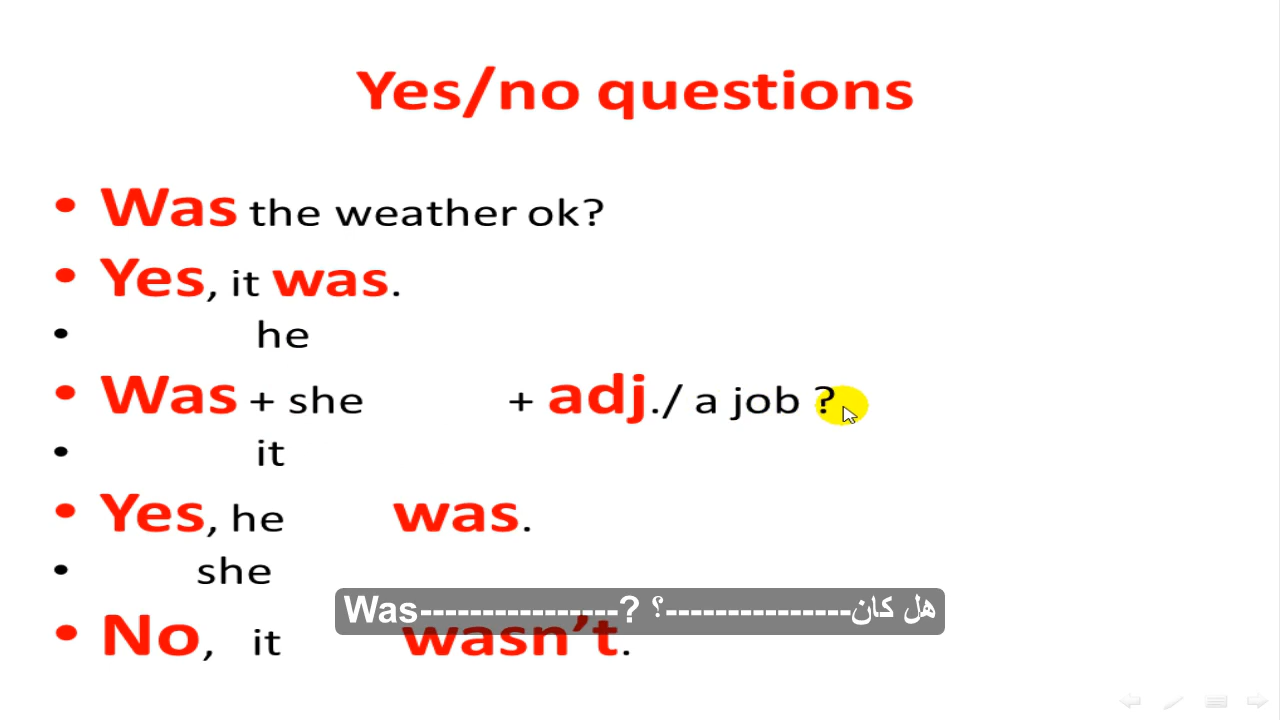 Yes/no questions
• Was the weather ok?
• Yes, it was.
• he
• Was + she + adj./ a job ?
• it
• Yes, he was.
• she
• No, it wasn't.
Was----------------? هل كان---------------؟